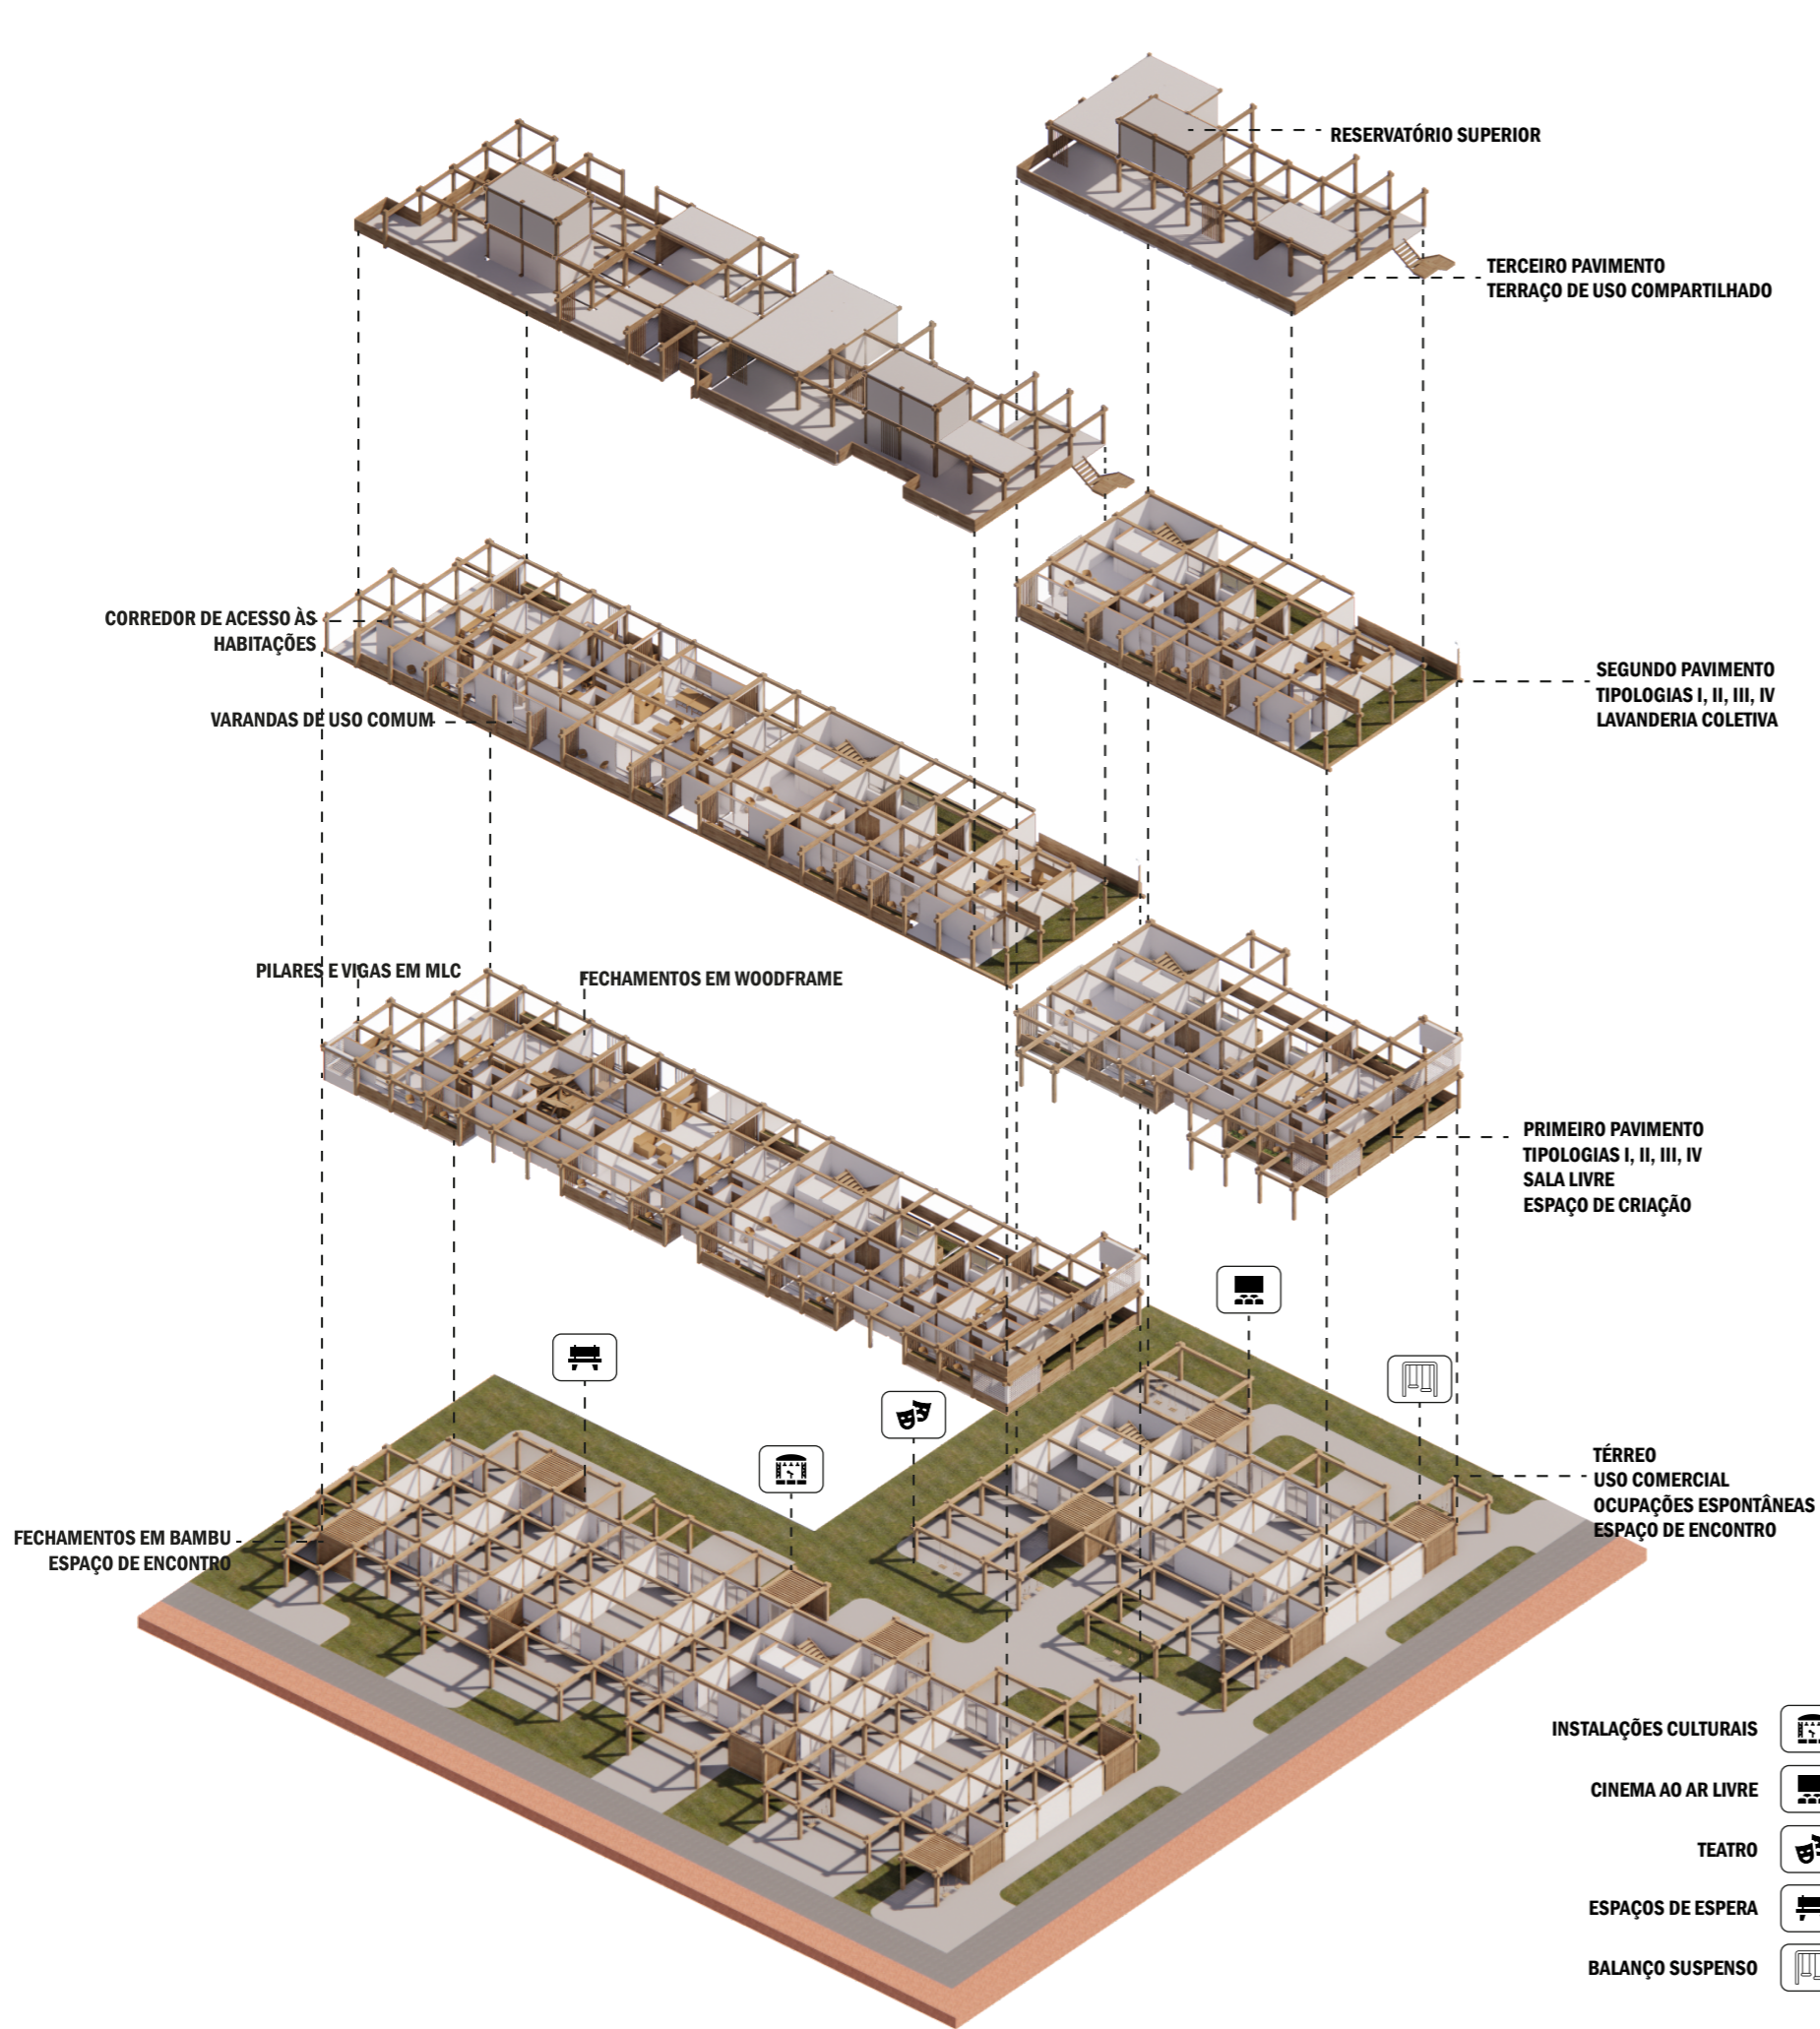 RESERVATÓRIO SUPERIOR
TERCEIRO PAVIMENTO
TERRAÇO DE USO COMPARTILHADO
CORREDOR DE ACESSO ÀS
HABITAÇÕES
VARANDAS DE USO COMUM
SEGUNDO PAVIMENTO
TIPOLOGIAS I, II, III, IV
LAVANDERIA COLETIVA
PILARES E VIGAS EM MLC
FECHAMENTOS EM WOODFRAME
PRIMEIRO PAVIMENTO
TIPOLOGIAS I, II, III, IV
SALA LIVRE
ESPAÇO DE CRIAÇÃO
TÉRREO
USO COMERCIAL
OCUPAÇÕES ESPONTÂNEAS
ESPAÇO DE ENCONTRO
FECHAMENTOS EM BAMBU
ESPAÇO DE ENCONTRO
INSTALAÇÕES CULTURAIS
CINEMA AO AR LIVRE
TEATRO
ESPAÇOS DE ESPERA
BALANÇO SUSPENSO